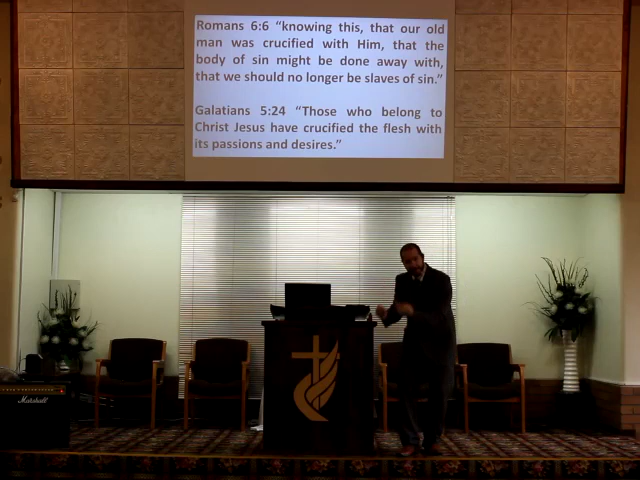 Romans 6:6 “knowing this, that our old
man was crucified with Him, that the
body of sin might be done away with,
that we should no longer be slaves of sin.”
Galatians 5:24 “Those who belong to
Christ Jesus have crucified the flesh with
its passions and desires.”
Marshall